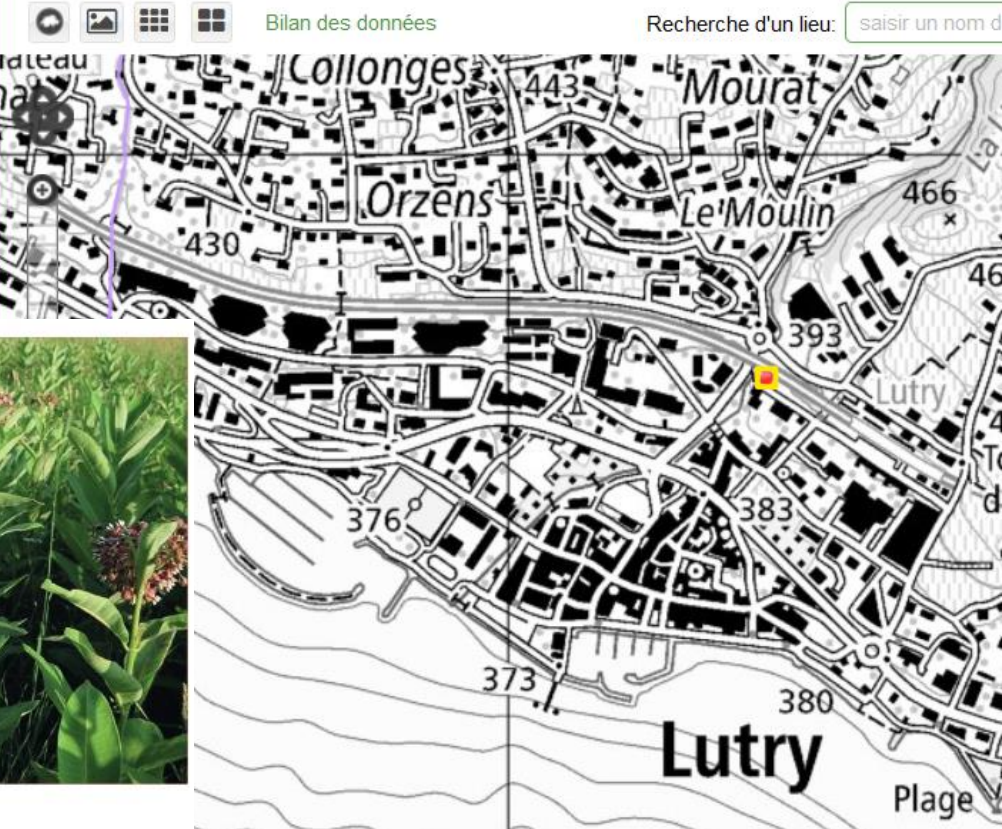 Bilan des données
Recherche d'un lieu:
saisir un nom d
Collonges
443
Mourat
Orzens
Le Moulin
466
430
46
393
Lutry
376
383
373
380
Lutry
Plage